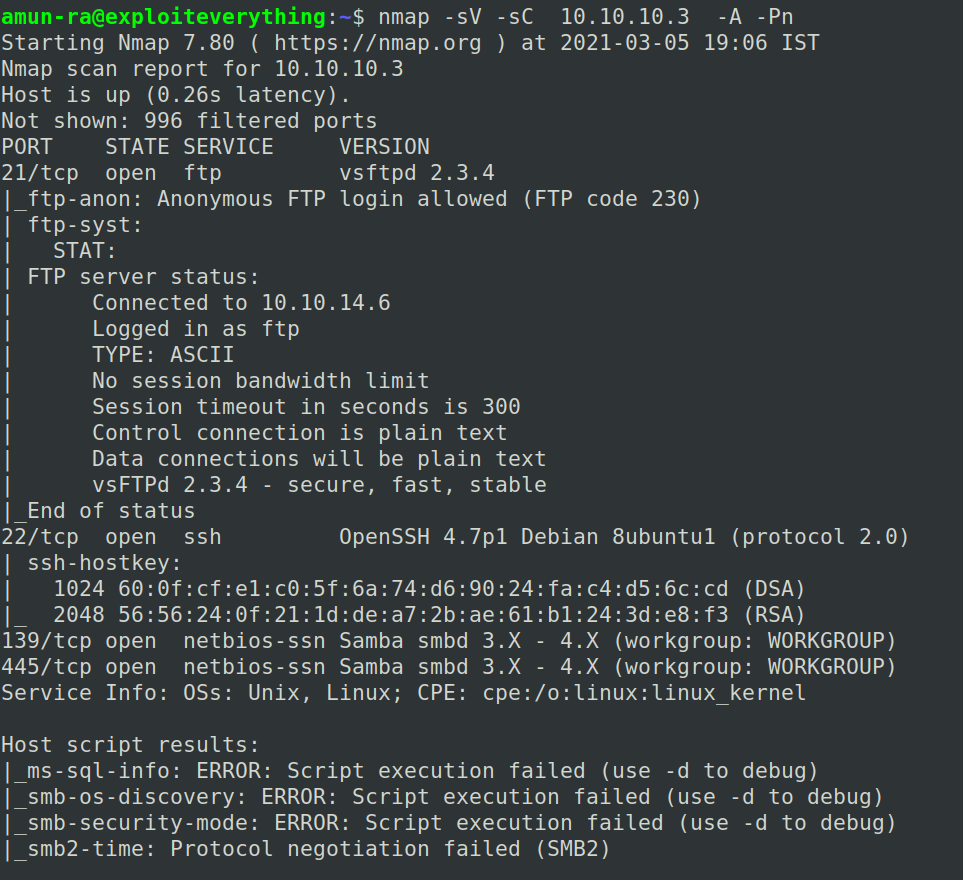 amun-ra@exploiteverything:~$ nmap -sV -sC  10.10.10.3  -A -Pn
Starting Nmap 7.80 ( https://nmap.org ) at 2021-03-05 19:06 IST
Nmap scan report for 10.10.10.3
Host is up (0.26s latency).
Not shown: 996 filtered ports
PORT    STATE SERVICE     VERSION
21/tcp  open  ftp         vsftpd 2.3.4
|_ftp-anon: Anonymous FTP login allowed (FTP code 230)
| ftp-syst:
|   STAT:
| FTP server status:
|      Connected to 10.10.14.6
|      Logged in as ftp
|      TYPE: ASCII
|      No session bandwidth limit
|      Session timeout in seconds is 300
|      Control connection is plain text
|      Data connections will be plain text
|      vsFTPd 2.3.4 - secure, fast, stable
|_End of status
22/tcp  open  ssh         OpenSSH 4.7p1 Debian 8ubuntu1 (protocol 2.0)
| ssh-hostkey:
|   1024 60:0f:cf:e1:c0:5f:6a:74:d6:90:24:fa:c4:d5:6c:cd (DSA)
|_  2048 56:56:24:0f:21:1d:de:a7:2b:ae:61:b1:24:3d:e8:f3 (RSA)
139/tcp open  netbios-ssn Samba smbd 3.X - 4.X (workgroup: WORKGROUP)
445/tcp open  netbios-ssn Samba smbd 3.X - 4.X (workgroup: WORKGROUP)
Service Info: OSs: Unix, Linux; CPE: cpe:/o:linux:linux_kernel

Host script results:
|_ms-sql-info: ERROR: Script execution failed (use -d to debug)
|_smb-os-discovery: ERROR: Script execution failed (use -d to debug)
|_smb-security-mode: ERROR: Script execution failed (use -d to debug)
|_smb2-time: Protocol negotiation failed (SMB2)